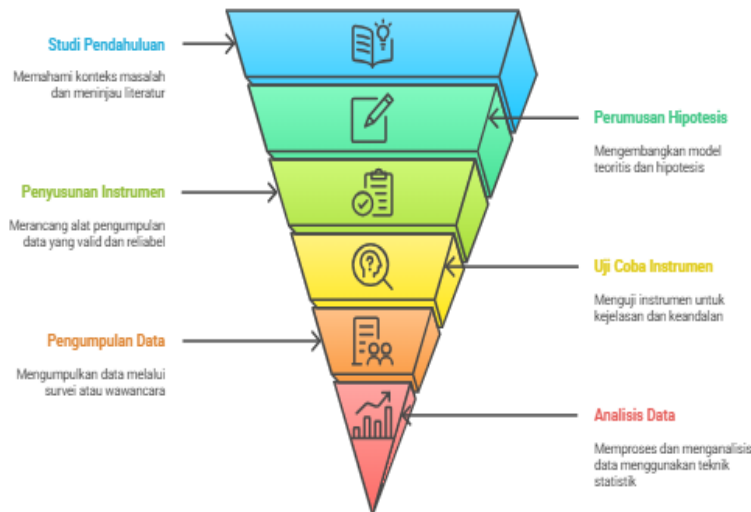 Studi Pendahuluan
Memahami konteks masalah
dan meninjau literatur
Perumusan Hipotesis
Mengembangkan model
teoritis dan hipotesis
Penyusunan Instrumen
Merancang alat pengumpulan
data yang valid dan reliabel
Uji Coba Instrumen
Menguji instrumen untuk
kejelasan dan keandalan
Pengumpulan Data
Mengumpulkan data melalui
survei atau wawancara
Analisis Data
Memproses dan menganalisis
data menggunakan teknik
statistik